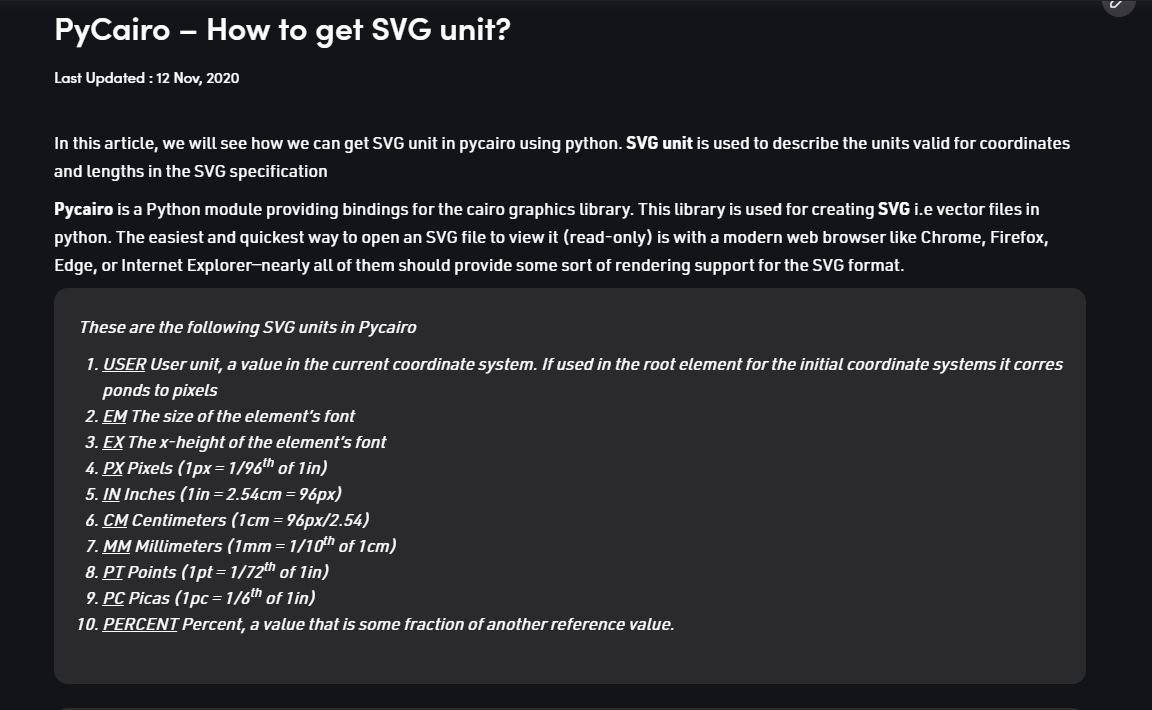 PyCairo – How to get SVG unit?
Last Updated : 12 Nov, 2020
In this article, we will see how we can get SVG unit in pycairo using python. SVG unit is used to describe the units valid for coordinates
and lengths in the SVG specification
Pycairo is a Python module providing bindings for the cairo graphics library. This library is used for creating SVG i.e vector files in
python. The easiest and quickest way to open an SVG file to view it (read-only) is with a modern web browser like Chrome, Firefox,
Edge, or Internet Explorer—nearly all of them should provide some sort of rendering support for the SVG format.
These are the following SVG units in Pycairo
1. USER User unit, a value in the current coordinate system. If used in the root element for the initial coordinate systems it corres
ponds to pixels
2. EM The size of the element's font
3. EX The x-height of the element's font
4. PX Pixels (1px = 1/96th of 1in)
5. IN Inches (1in = 2.54cm = 96px)
6. CM Centimeters (1cm = 96px/2.54)
7. MM Millimeters (1mm = 1/10th of 1cm)
8. PT Points (1pt = 1/72th of 1in)
9. PC Picas (1pc = 1/6th of 1in)
10. PERCENT Percent, a value that is some fraction of another reference value.